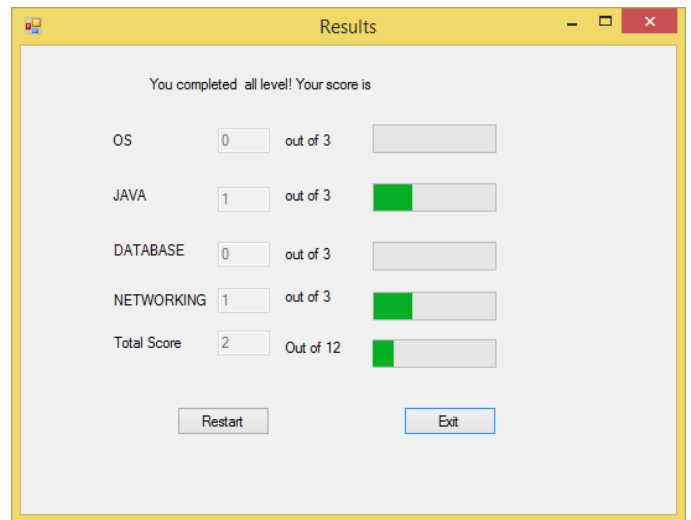 Results
You completed all level! Your score is
OS 0 out of 3
JAVA 1 out of 3
DATABASE 0 out of 3
NETWORKING 1 out of 3
Total Score 2 Out of 12
Restart Exit